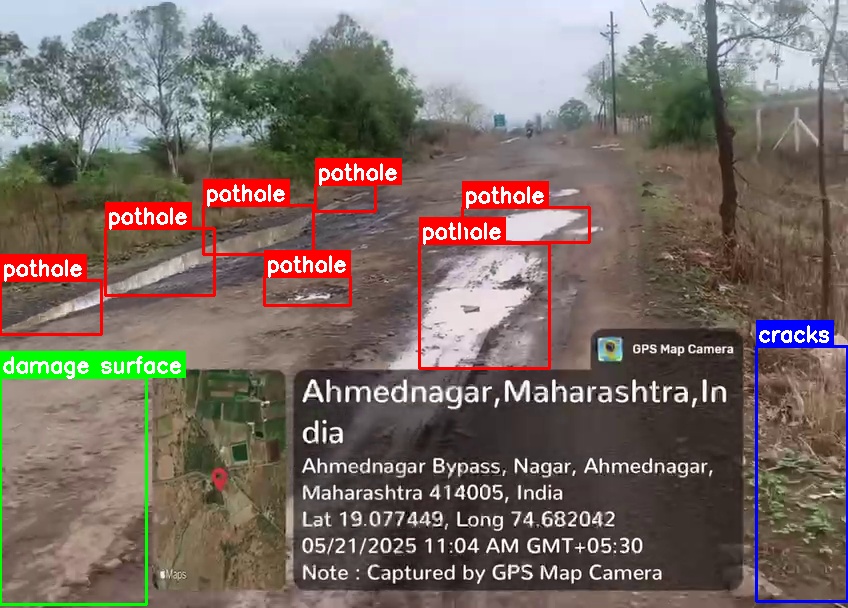 pothole
pothole
pothole
pothole
pothole
pothole
pothole
cracks
damage surface
GPS Map Camera
Ahmednagar,Maharashtra,In
dia
Ahmednagar Bypass, Nagar, Ahmednagar,
Maharashtra 414005, India
Lat 19.077449, Long 74.682042
05/21/2025 11:04 AM GMT+05:30
Note : Captured by GPS Map Camera
Maps